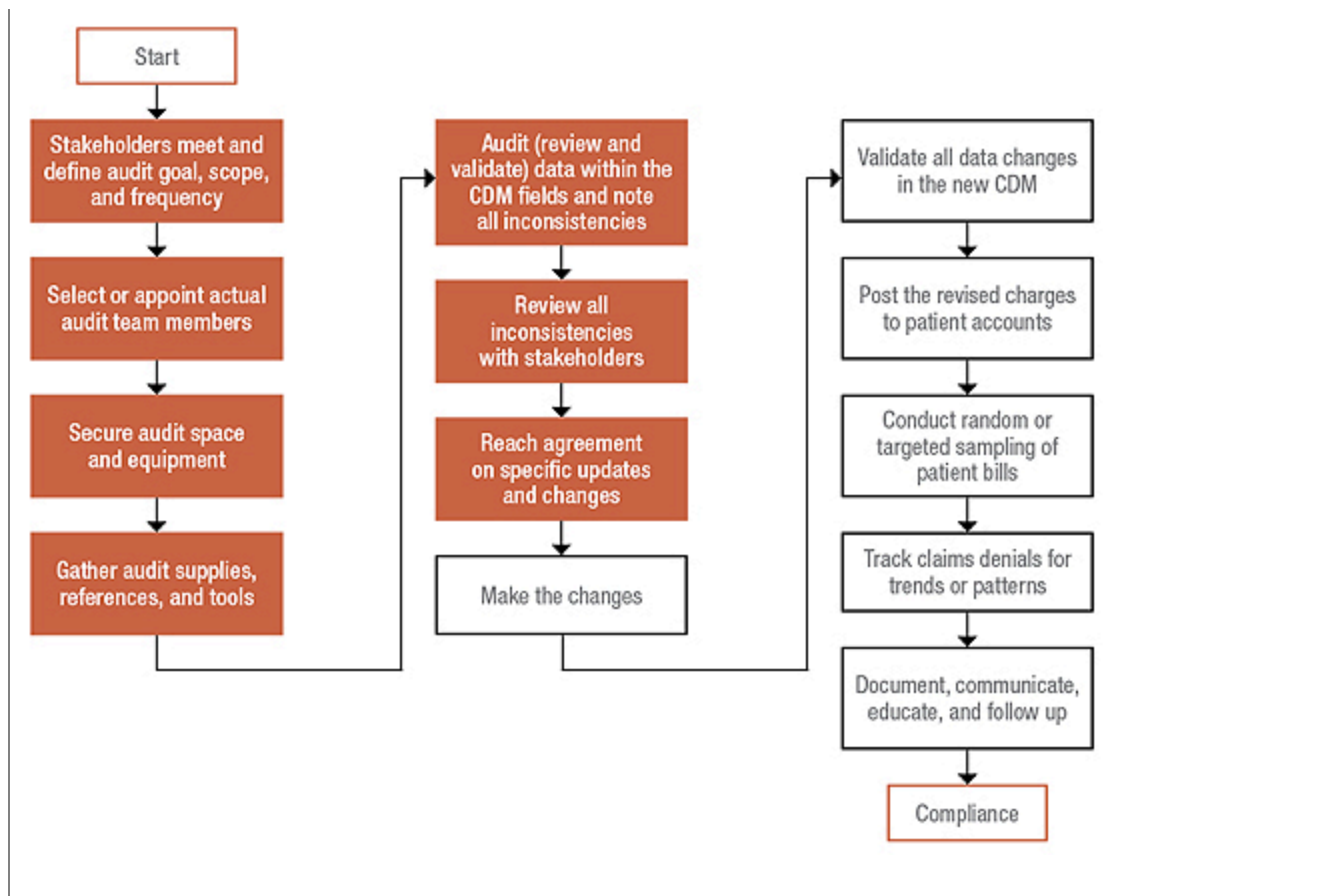 Start
Stakeholders meet and
define audit goal, scope,
and frequency
Select or appoint actual
audit team members
Secure audit space
and equipment
Gather audit supplies,
references, and tools
Audit (review and
validate) data within the
CDM fields and note
all inconsistencies
Review all
inconsistencies
with stakeholders
Reach agreement
on specific updates
and changes
Make the changes
Validate all data changes
in the new CDM
Post the revised charges
to patient accounts
Conduct random or
targeted sampling of
patient bills
Track claims denials for
trends or patterns
Document, communicate,
educate, and follow up
Compliance